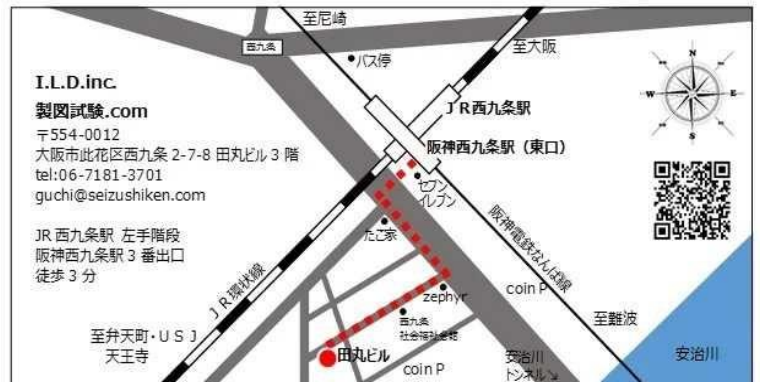 I.L.D.inc.
製図試験.com
〒554-0012
大阪市此花区西九条 2-7-8 田丸ビル 3 階
tel:06-7181-3701
guchi@seizushiken.com
JR 西九条駅 左手階段
阪神西九条駅 3 番出口
徒歩 3 分
至尼崎
西九条
バス停
至大阪
N
W
E
S
JR西九条駅
阪神西九条駅（東口）
セブン
イレブン
たこ家
阪神電鉄なんば線
JR環状線
zephyr
coin P
西九条
社会福祉会館
至難波
至弁天町・USJ
天王寺
田丸ビル
coin P
安治川
トンネル↘
安治川